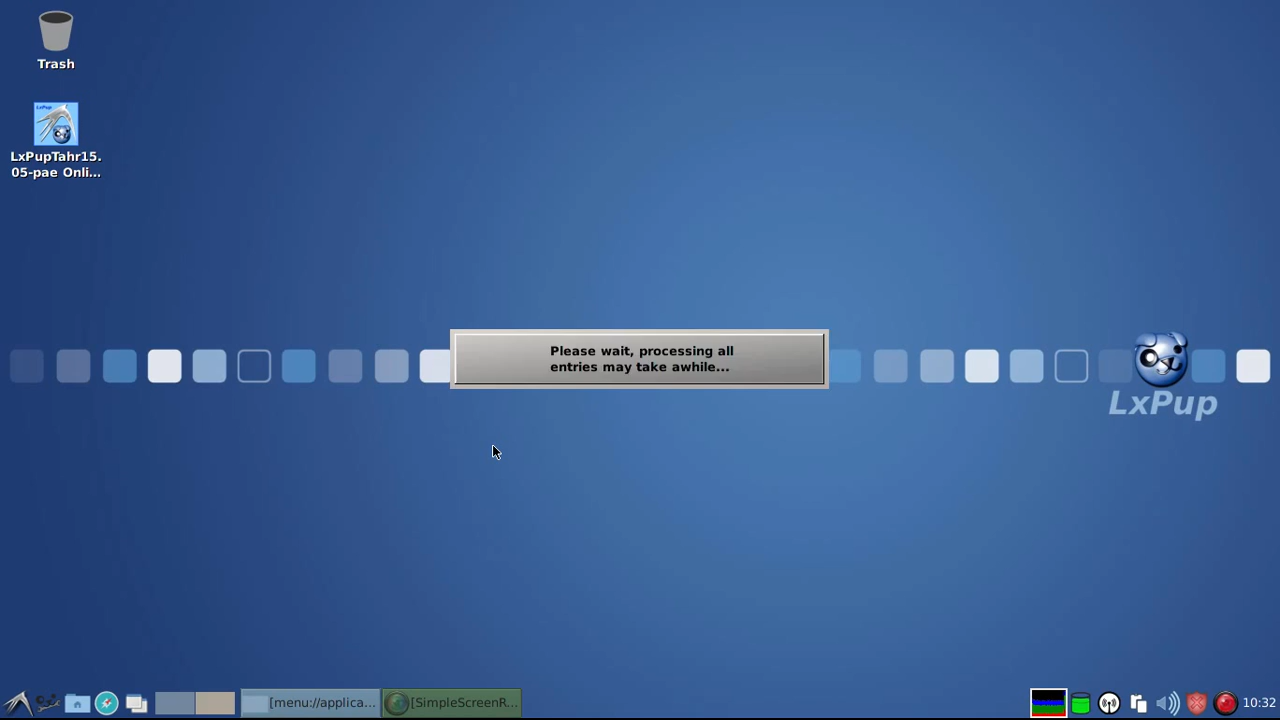 Trash
LxPup
LxPupTahr15.
05-pae Onli...
Please wait, processing all
entries may take awhile...
LxPup
[menu://applica...
[SimpleScreenR...
10:32